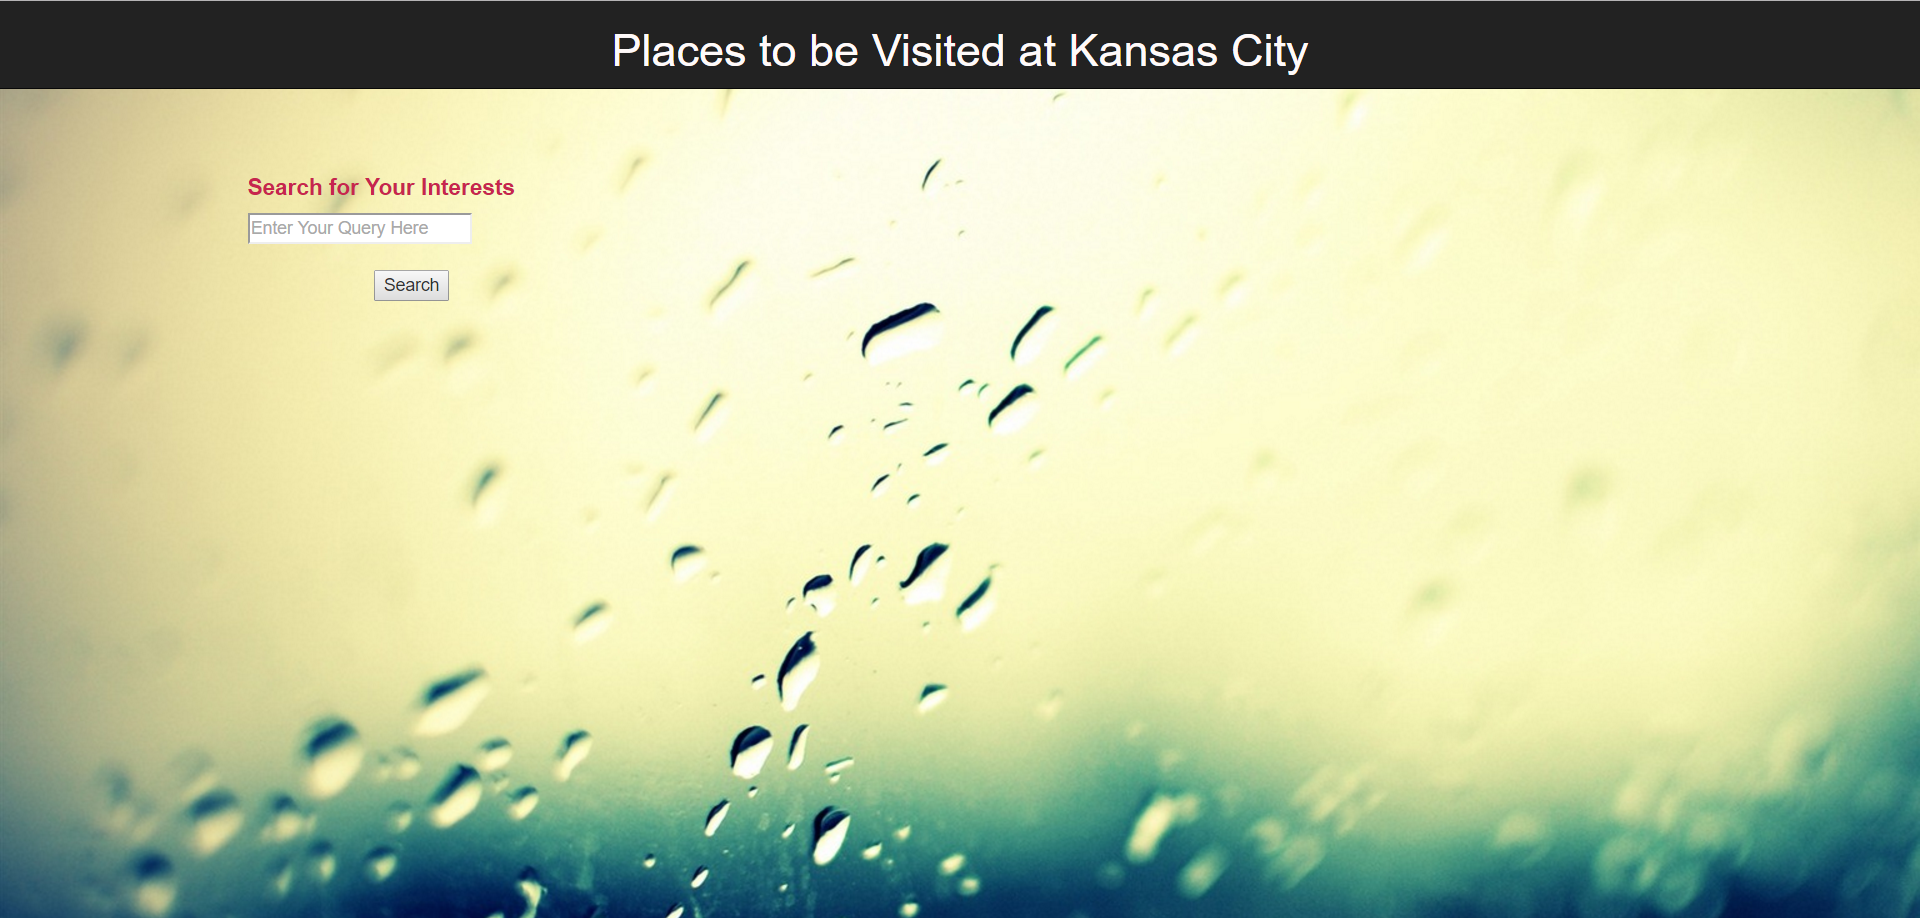 Places to be Visited at Kansas City
Search for Your Interests
Enter Your Query Here
Search